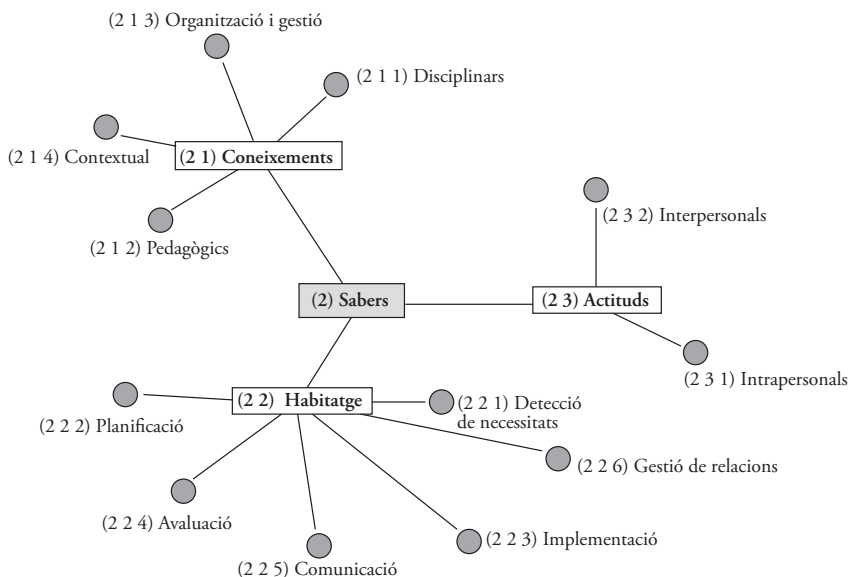 (2 1 3) Organització i gestió
(2 1 1) Disciplinars
(2 1 4) Contextual
(2 1) Coneixements
(2 1 2) Pedagògics
(2 3 2) Interpersonals
(2) Sabers
(2 3) Actituds
(2 3 1) Intrapersonals
(2 2) Habitatge
(2 2 1) Detecció
de necessitats
(2 2 2) Planificació
(2 2 6) Gestió de relacions
(2 2 4) Avaluació
(2 2 3) Implementació
(2 2 5) Comunicació